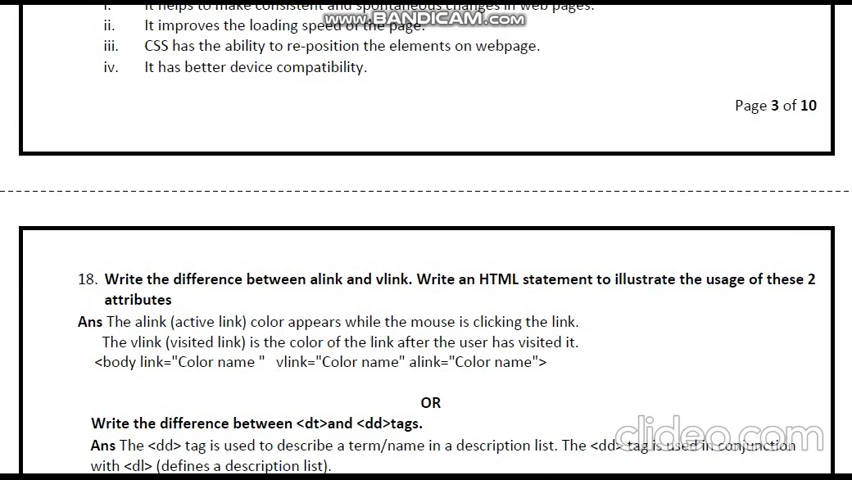 i. It helps to make consistent and spontaneous changes in web pages.
www.BANDICAM.com
ii. It improves the loading speed of the page.
iii. CSS has the ability to re-position the elements on webpage.
iv. It has better device compatibility.
Page 3 of 10
18. Write the difference between alink and vlink. Write an HTML statement to illustrate the usage of these 2
attributes
Ans The alink (active link) color appears while the mouse is clicking the link.
The vlink (visited link) is the color of the link after the user has visited it.
<body link="Color name " vlink="Color name" alink="Color name">
OR
Write the difference between <dt>and <dd>tags.
Ans The <dd> tag is used to describe a term/name in a description list. The <dd> tag is used in conjunction
with <dl> (defines a description list).
clideo.com